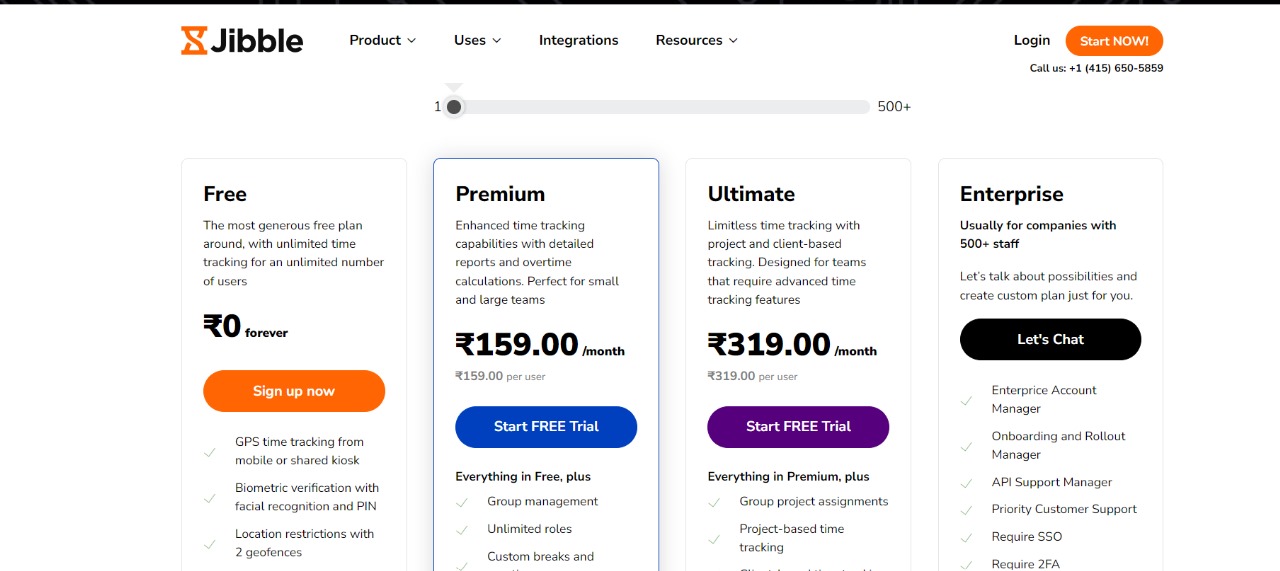 Jibble
Product
Uses
Integrations
Resources
Login
Start NOW!
Call us: +1 (415) 650-5859
1
500+
Free
The most generous free plan
around, with unlimited time
tracking for an unlimited number
of users
₹0 forever
Sign up now
GPS time tracking from
mobile or shared kiosk
Biometric verification with
facial recognition and PIN
Location restrictions with
2 geofences
Premium
Enhanced time tracking
capabilities with detailed
reports and overtime
calculations. Perfect for small
and large teams
₹159.00 /month
₹159.00 per user
Start FREE Trial
Everything in Free, plus
Group management
Unlimited roles
Custom breaks and
Ultimate
Limitless time tracking with
project and client-based
tracking. Designed for teams
that require advanced time
tracking features
₹319.00 /month
₹319.00 per user
Start FREE Trial
Everything in Premium, plus
Group project assignments
Project-based time
tracking
Enterprise
Usually for companies with
500+ staff
Let's talk about possibilities and
create custom plan just for you.
Let's Chat
Enterprice Account
Manager
Onboarding and Rollout
Manager
API Support Manager
Priority Customer Support
Require SSO
Require 2FA